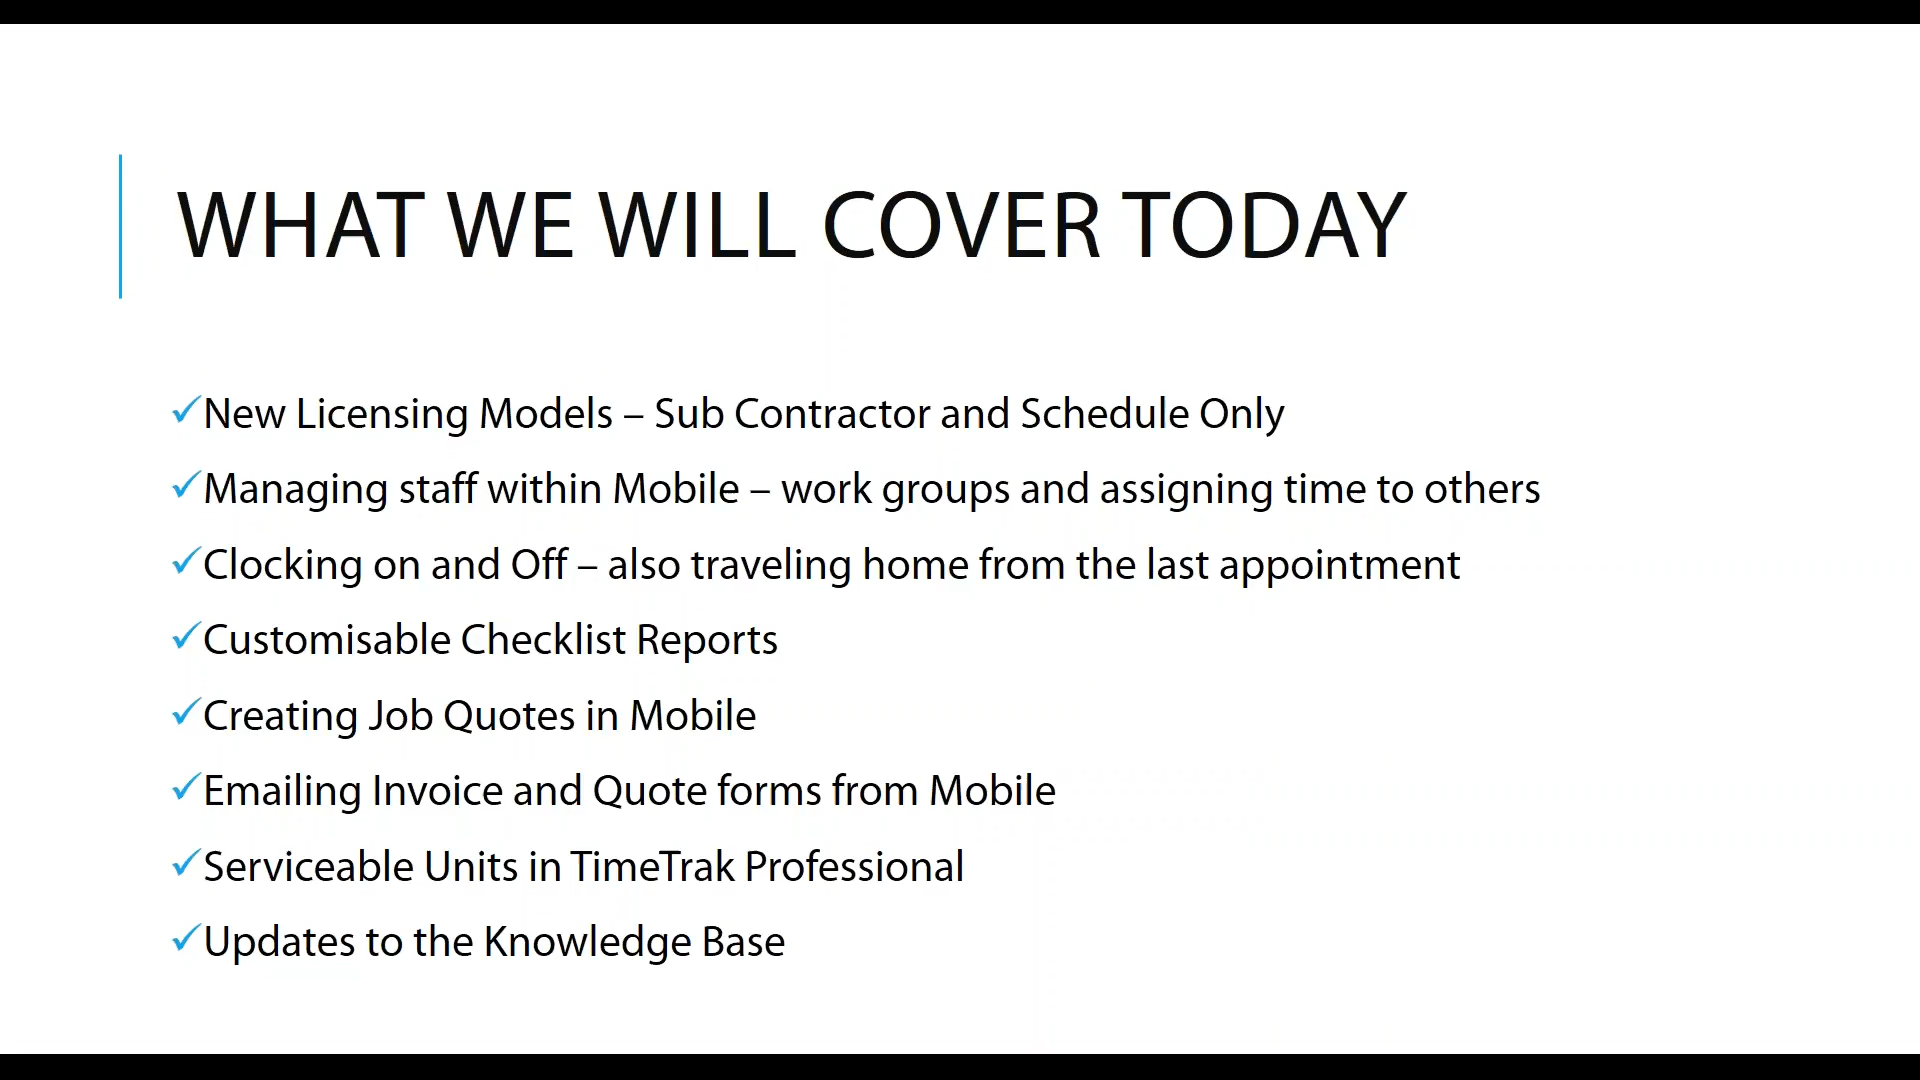 WHAT WE WILL COVER TODAY
✓New Licensing Models – Sub Contractor and Schedule Only
✓Managing staff within Mobile – work groups and assigning time to others
✓Clocking on and Off – also traveling home from the last appointment
✓Customisable Checklist Reports
✓Creating Job Quotes in Mobile
✓Emailing Invoice and Quote forms from Mobile
✓Serviceable Units in TimeTrak Professional
✓Updates to the Knowledge Base